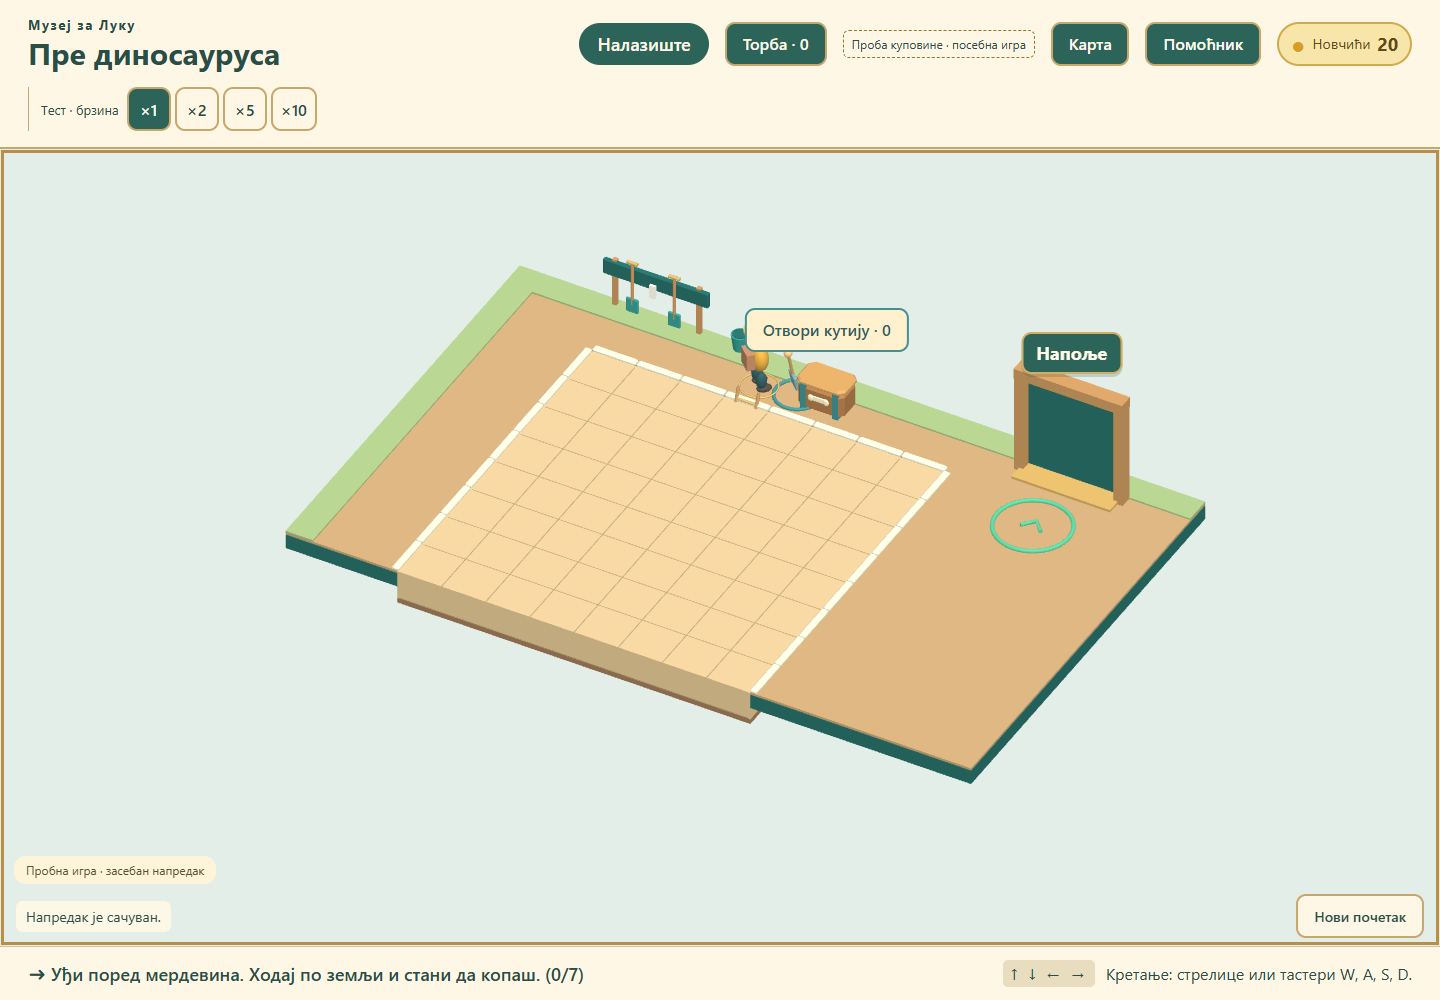 Музеј за Луку
Пре диносауруса
Налазиште
Торба · 0
Проба куповине · посебна игра
Карта
Помоћник
Новчићи 20
Тест · брзина
×1
×2
×5
×10
Отвори кутију · 0
Напоље
Пробна игра · засебан напредак
Напредак је сачуван.
Нови почетак
→ Уђи поред мердевина. Ходај по земљи и стани да копаш. (0/7)
↑ ↓ ← → Кретање: стрелице или тастери W, A, S, D.